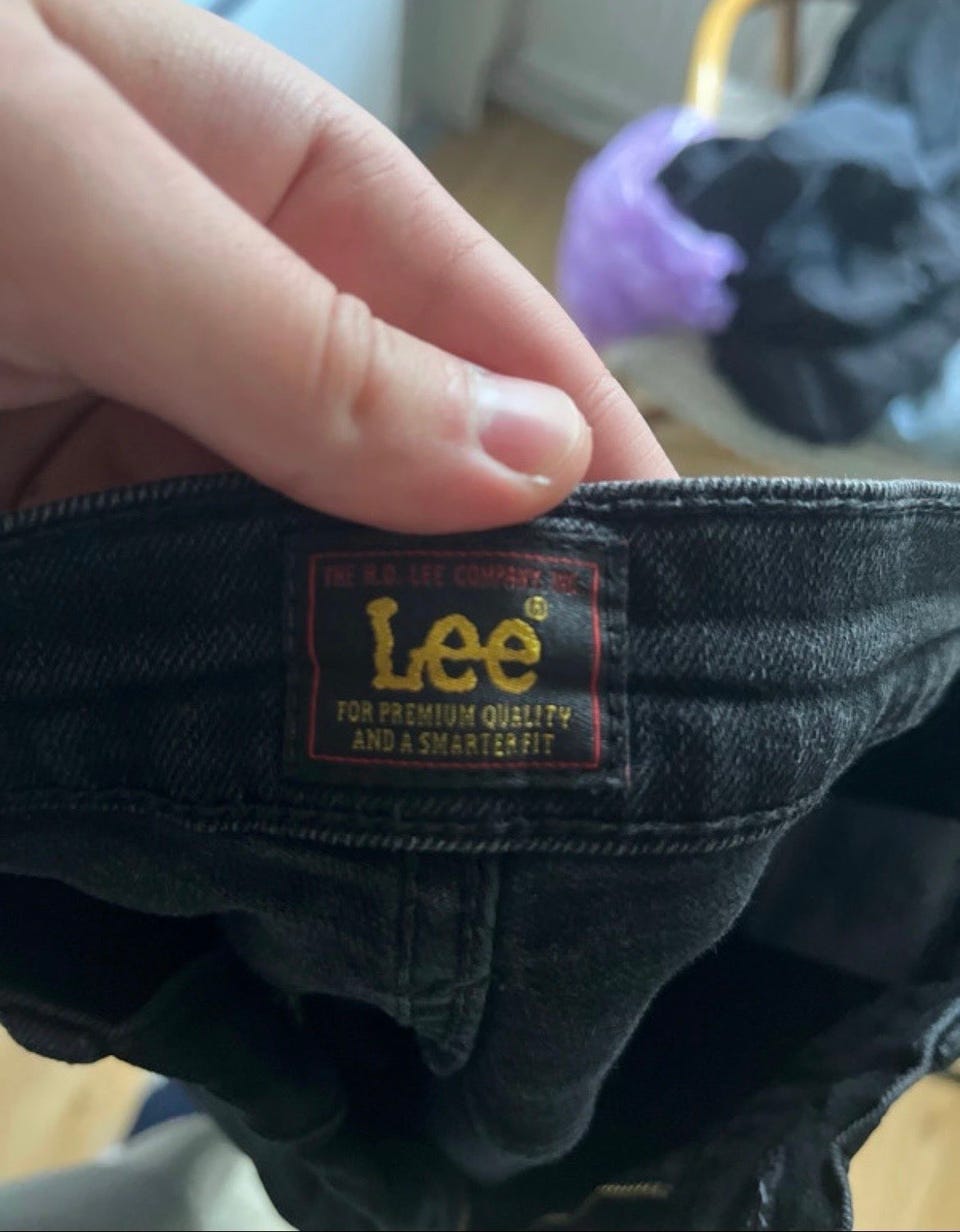 THE H.D. LEE COMPANY, INC.
Lee®
FOR PREMIUM QUALITY
AND A SMARTER FIT